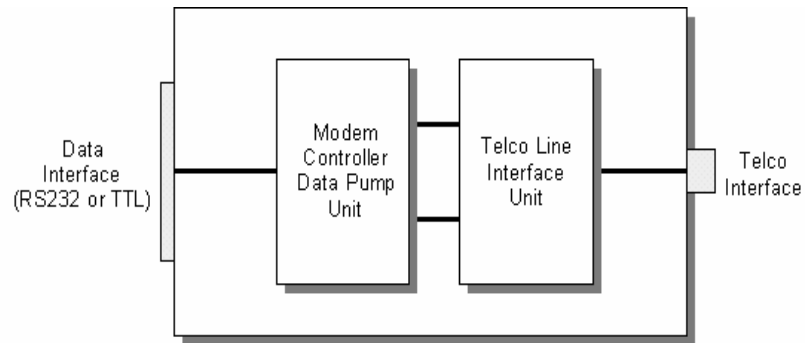 Data
Interface
(RS232 or TTL)
Modem
Controller
Data Pump
Unit
Telco Line
Interface
Unit
Telco
Interface